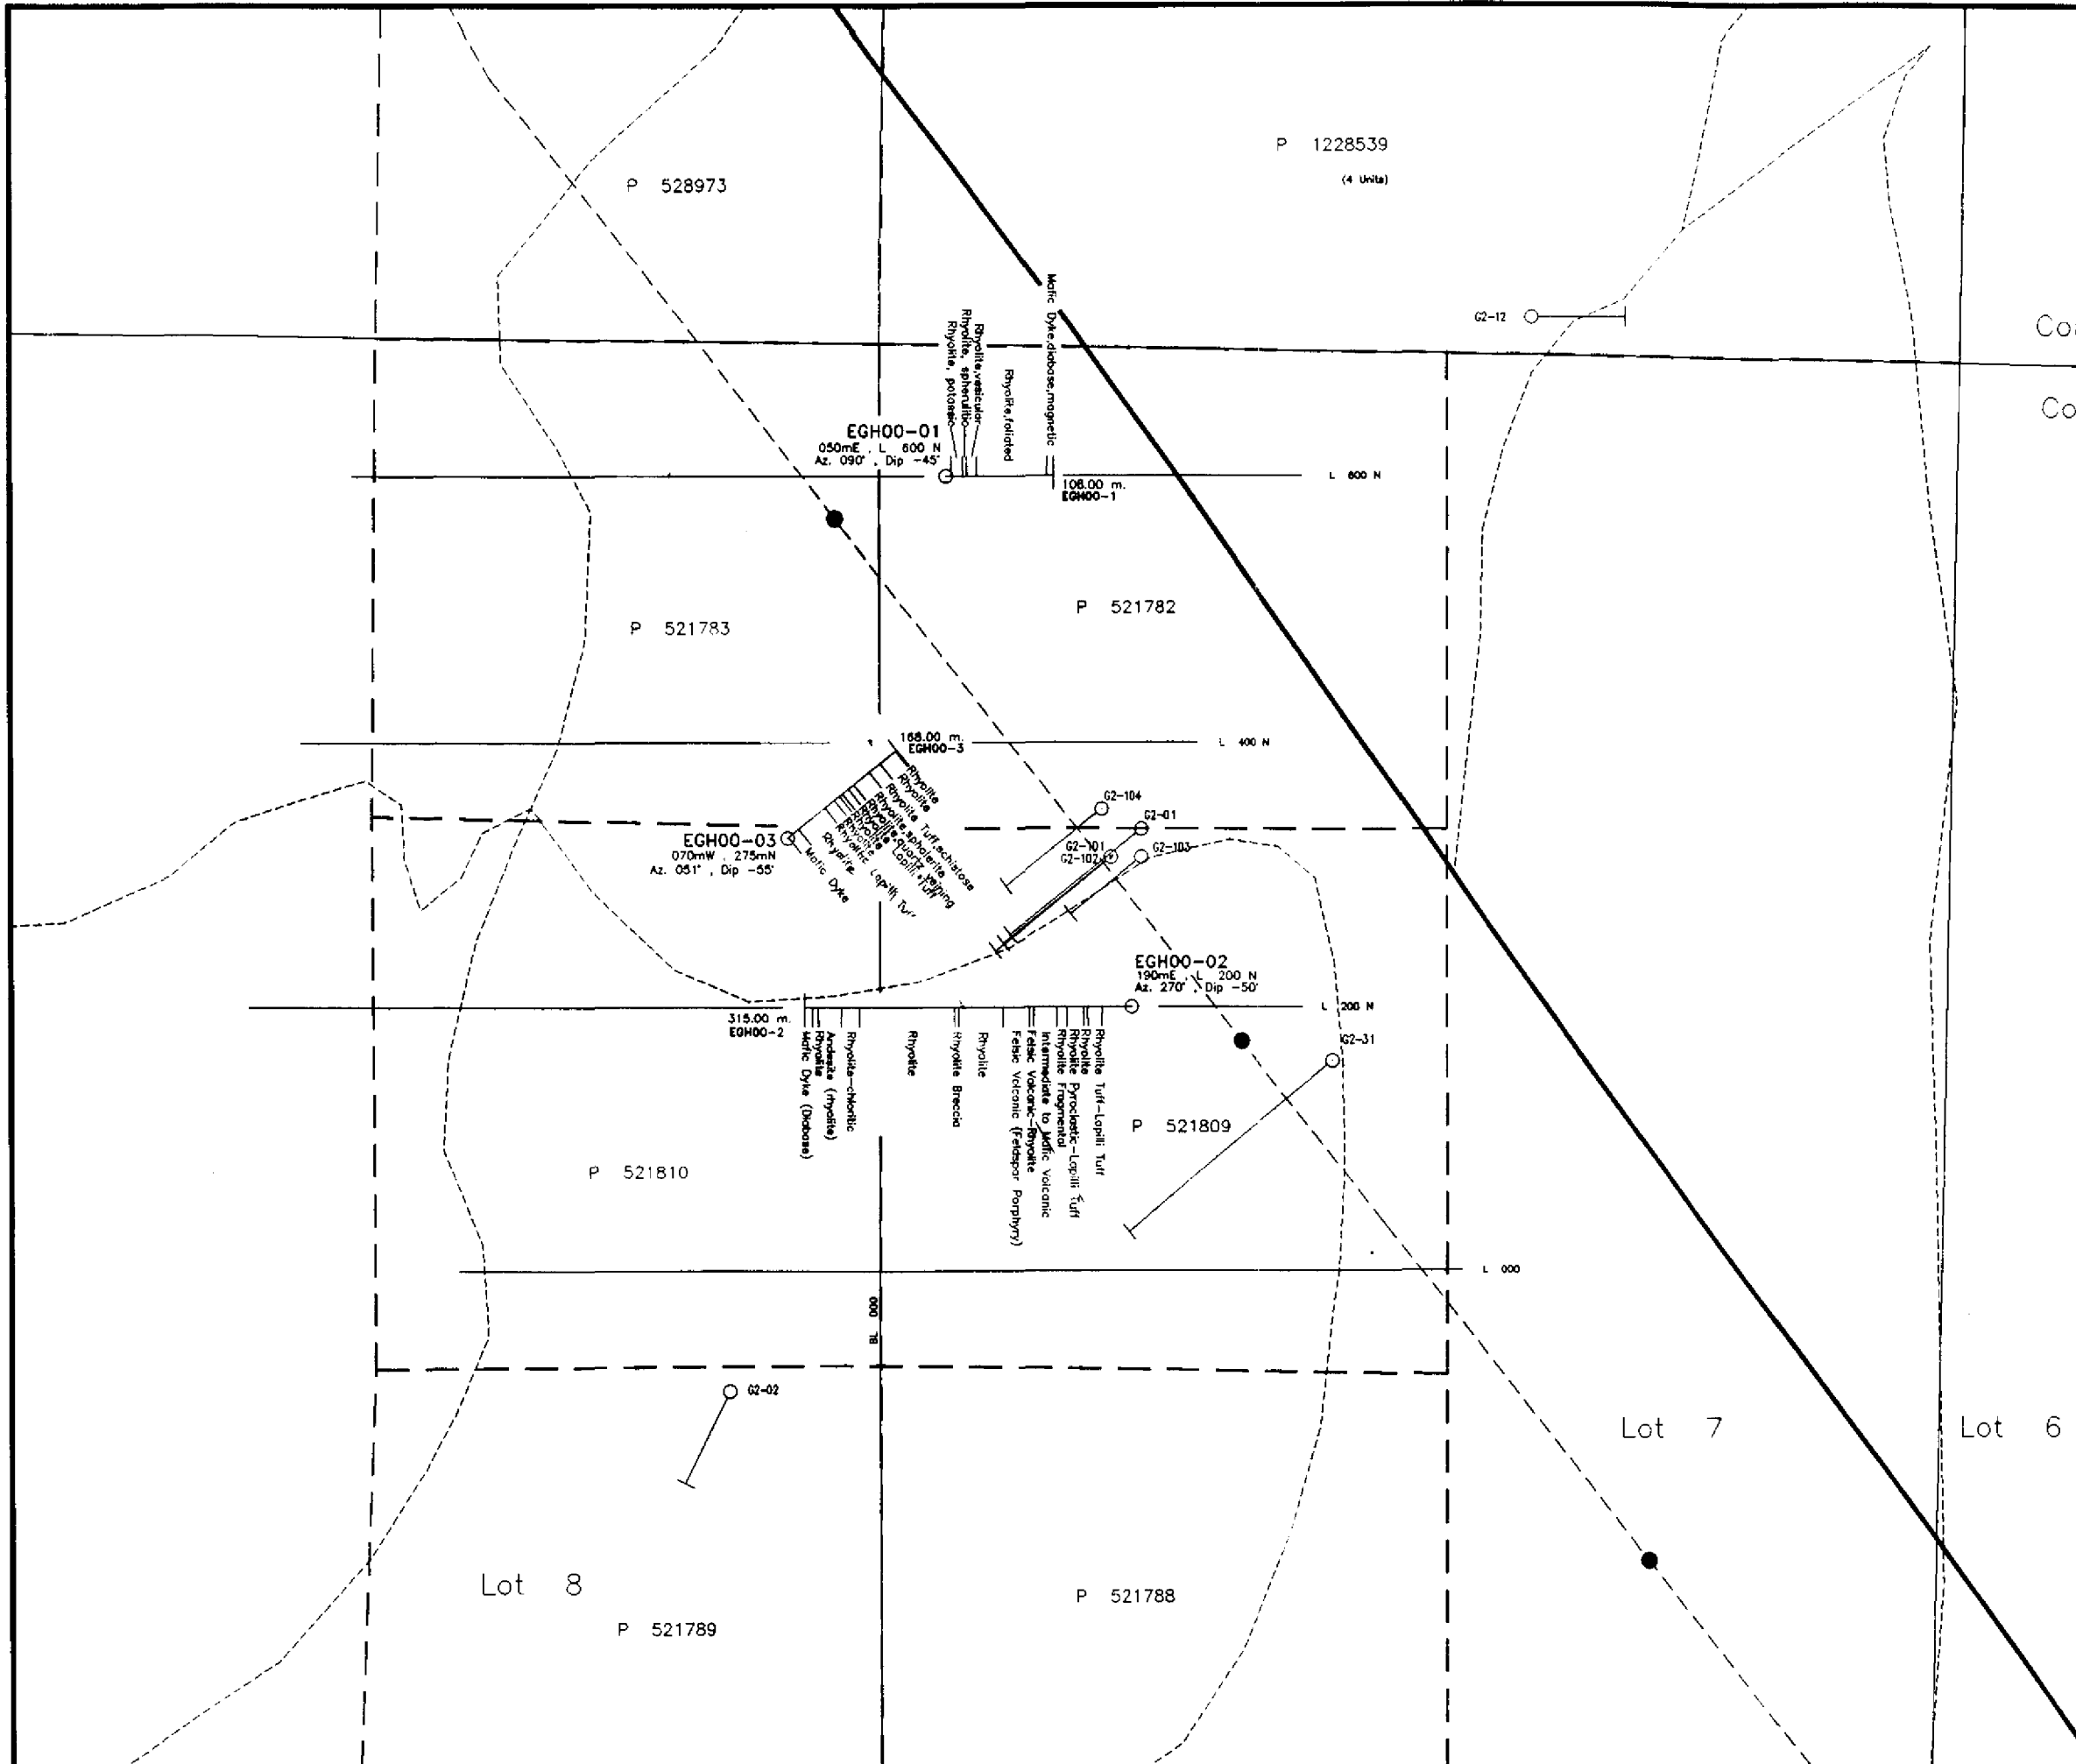 P 1228539
(4 Units)
P 528973
G2-12
Mafic Dyke,diabase,magnetic
Rhyolite,foliated
Rhyolite,vesicular
Rhyolite, spherulitic
Rhyolite, potassic
EGH00-01
050mE , L 600 N
Az. 090° , Dip -45°
L 600 N
108.00 m.
EGH00-1
P 521782
P 521783
168.00 m.
EGH00-3
L 400 N
Rhyolite
Rhyolite
Rhyolite Tuff,schistose
Rhyolite,sphalerite
Rhyolite,quartz veining
Rhyolite Lapilli Tuff
Rhyolite
Rhyolitic Lapilli Tuff
Rhyolite
Mafic Dyke
EGH00-03
070mW , 275mN
Az. 051° , Dip -55°
G2-104
G2-01
G2-101
G2-102
G2-103
EGH00-02
190mE , L 200 N
Az. 270° , Dip -50°
L 200 N
315.00 m.
EGH00-2
Mafic Dyke (Diabase)
Rhyolite
Andesite (rhyolite)
Rhyolite-chloritic
Rhyolite
Rhyolite Breccia
Rhyolite
Felsic Volcanic (Feldspar Porphyry)
Felsic Volcanic-Rhyolite
Intermediate to Mafic Volcanic
Rhyolite Fragmental
Rhyolite Pyroclastic-Lapilli Tuff
Rhyolite
Rhyolite Tuff-Lapilli Tuff
G2-31
P 521809
P 521810
L 000
BL 000
G2-02
Lot 7
Lot 6
Lot 8
P 521788
P 521789